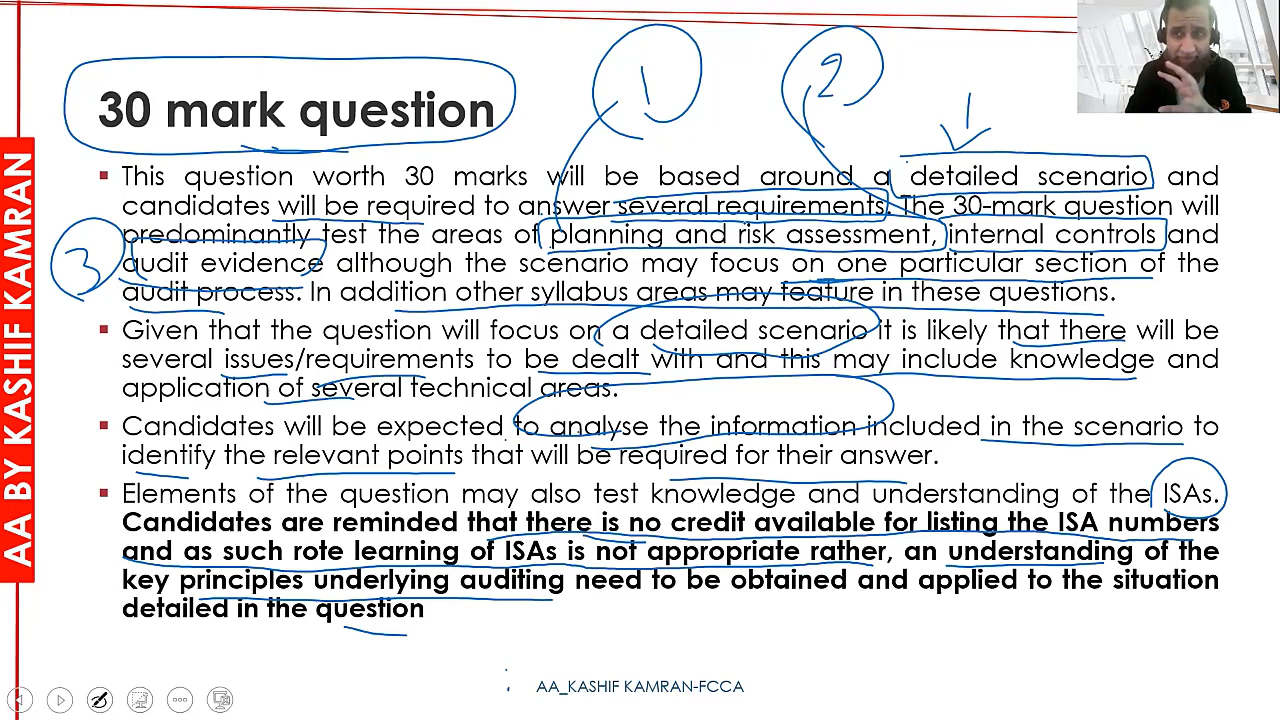 30 mark question
1
2
1
This question worth 30 marks will be based around a detailed scenario and
candidates will be required to answer several requirements. The 30-mark question will
predominantly test the areas of planning and risk assessment, internal controls and
3
audit evidence although the scenario may focus on one particular section of the
audit process. In addition other syllabus areas may feature in these questions.
Given that the question will focus on a detailed scenario it is likely that there will be
several issues/requirements to be dealt with and this may include knowledge and
application of several technical areas.
Candidates will be expected to analyse the information included in the scenario to
identify the relevant points that will be required for their answer.
Elements of the question may also test knowledge and understanding of the ISAs.
Candidates are reminded that there is no credit available for listing the ISA numbers
and as such rote learning of ISAs is not appropriate rather, an understanding of the
key principles underlying auditing need to be obtained and applied to the situation
detailed in the question
AA BY KASHIF KAMRAN
AA_KASHIF KAMRAN-FCCA